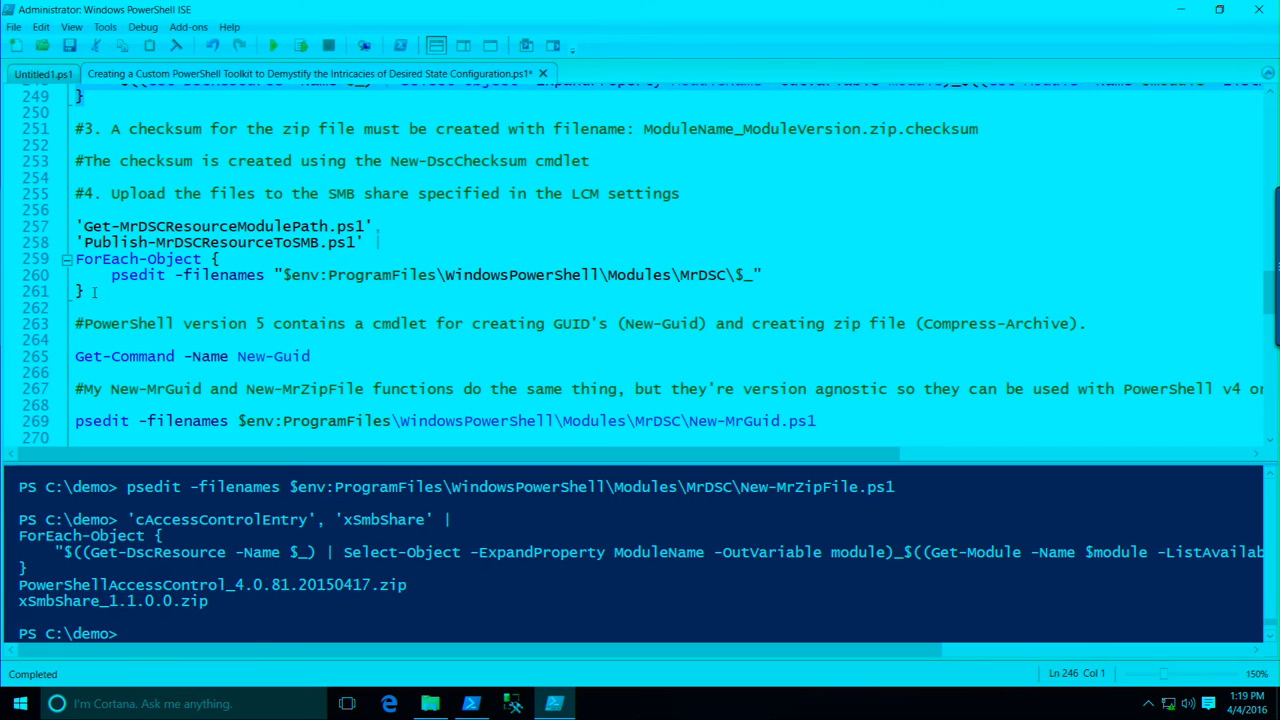 Administrator: Windows PowerShell ISE
File Edit View Tools Debug Add-ons Help
Untitled1.ps1 Creating a Custom PowerShell Toolkit to Demystify the Intricacies of Desired State Configuration.ps1*
249 }
250
251 #3. A checksum for the zip file must be created with filename: ModuleName_ModuleVersion.zip.checksum
252
253 #The checksum is created using the New-DscChecksum cmdlet
254
255 #4. Upload the files to the SMB share specified in the LCM settings
256
257 'Get-MrDSCResourceModulePath.ps1',
258 'Publish-MrDSCResourceToSMB.ps1' |
259 ForEach-Object {
260 psedit -filenames "$env:ProgramFiles\WindowsPowerShell\Modules\MrDSC\$_"
261 }
262
263 #PowerShell version 5 contains a cmdlet for creating GUID's (New-Guid) and creating zip file (Compress-Archive).
264
265 Get-Command -Name New-Guid
266
267 #My New-MrGuid and New-MrZipFile functions do the same thing, but they're version agnostic so they can be used with PowerShell v4 or
268
269 psedit -filenames $env:ProgramFiles\WindowsPowerShell\Modules\MrDSC\New-MrGuid.ps1
270
PS C:\demo> psedit -filenames $env:ProgramFiles\WindowsPowerShell\Modules\MrDSC\New-MrZipFile.ps1
PS C:\demo> 'cAccessControlEntry', 'xSmbShare' |
ForEach-Object {
"$((Get-DscResource -Name $_) | Select-Object -ExpandProperty ModuleName -OutVariable module)_$((Get-Module -Name $module -ListAvailab
}
PowerShellAccessControl_4.0.81.20150417.zip
xSmbShare_1.1.0.0.zip
PS C:\demo>
Completed Ln 246 Col 1 150%
I'm Cortana. Ask me anything. 1:19 PM
4/4/2016